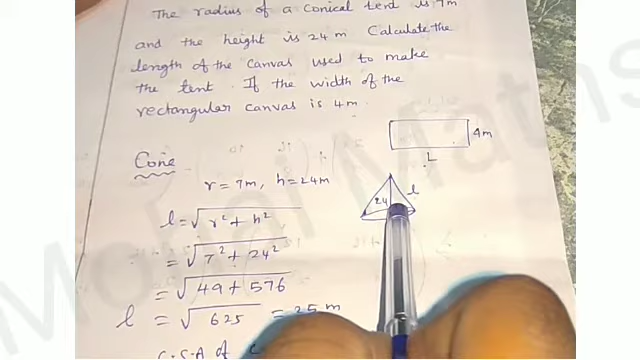 The radius of a conical tent is 7m
and the height is 24 m Calculate the
length of the canvas used to make
the tent. If the width of the
rectangular canvas is 4m.
4m
L
Cone
r = 7m, h = 24m
l
24
l = √r² + h²
= √7² + 24²
= √49 + 576
l = √625 = 25 m
C.S.A of